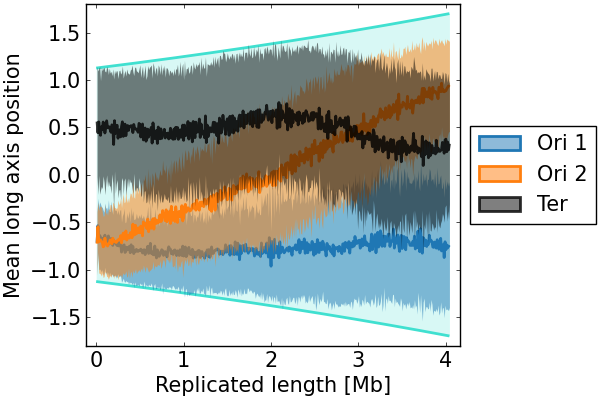 1.5
1.0
0.5
0.0
−0.5
−1.0
−1.5
Mean long axis position
0
1
2
3
4
Replicated length [Mb]
Ori 1
Ori 2
Ter